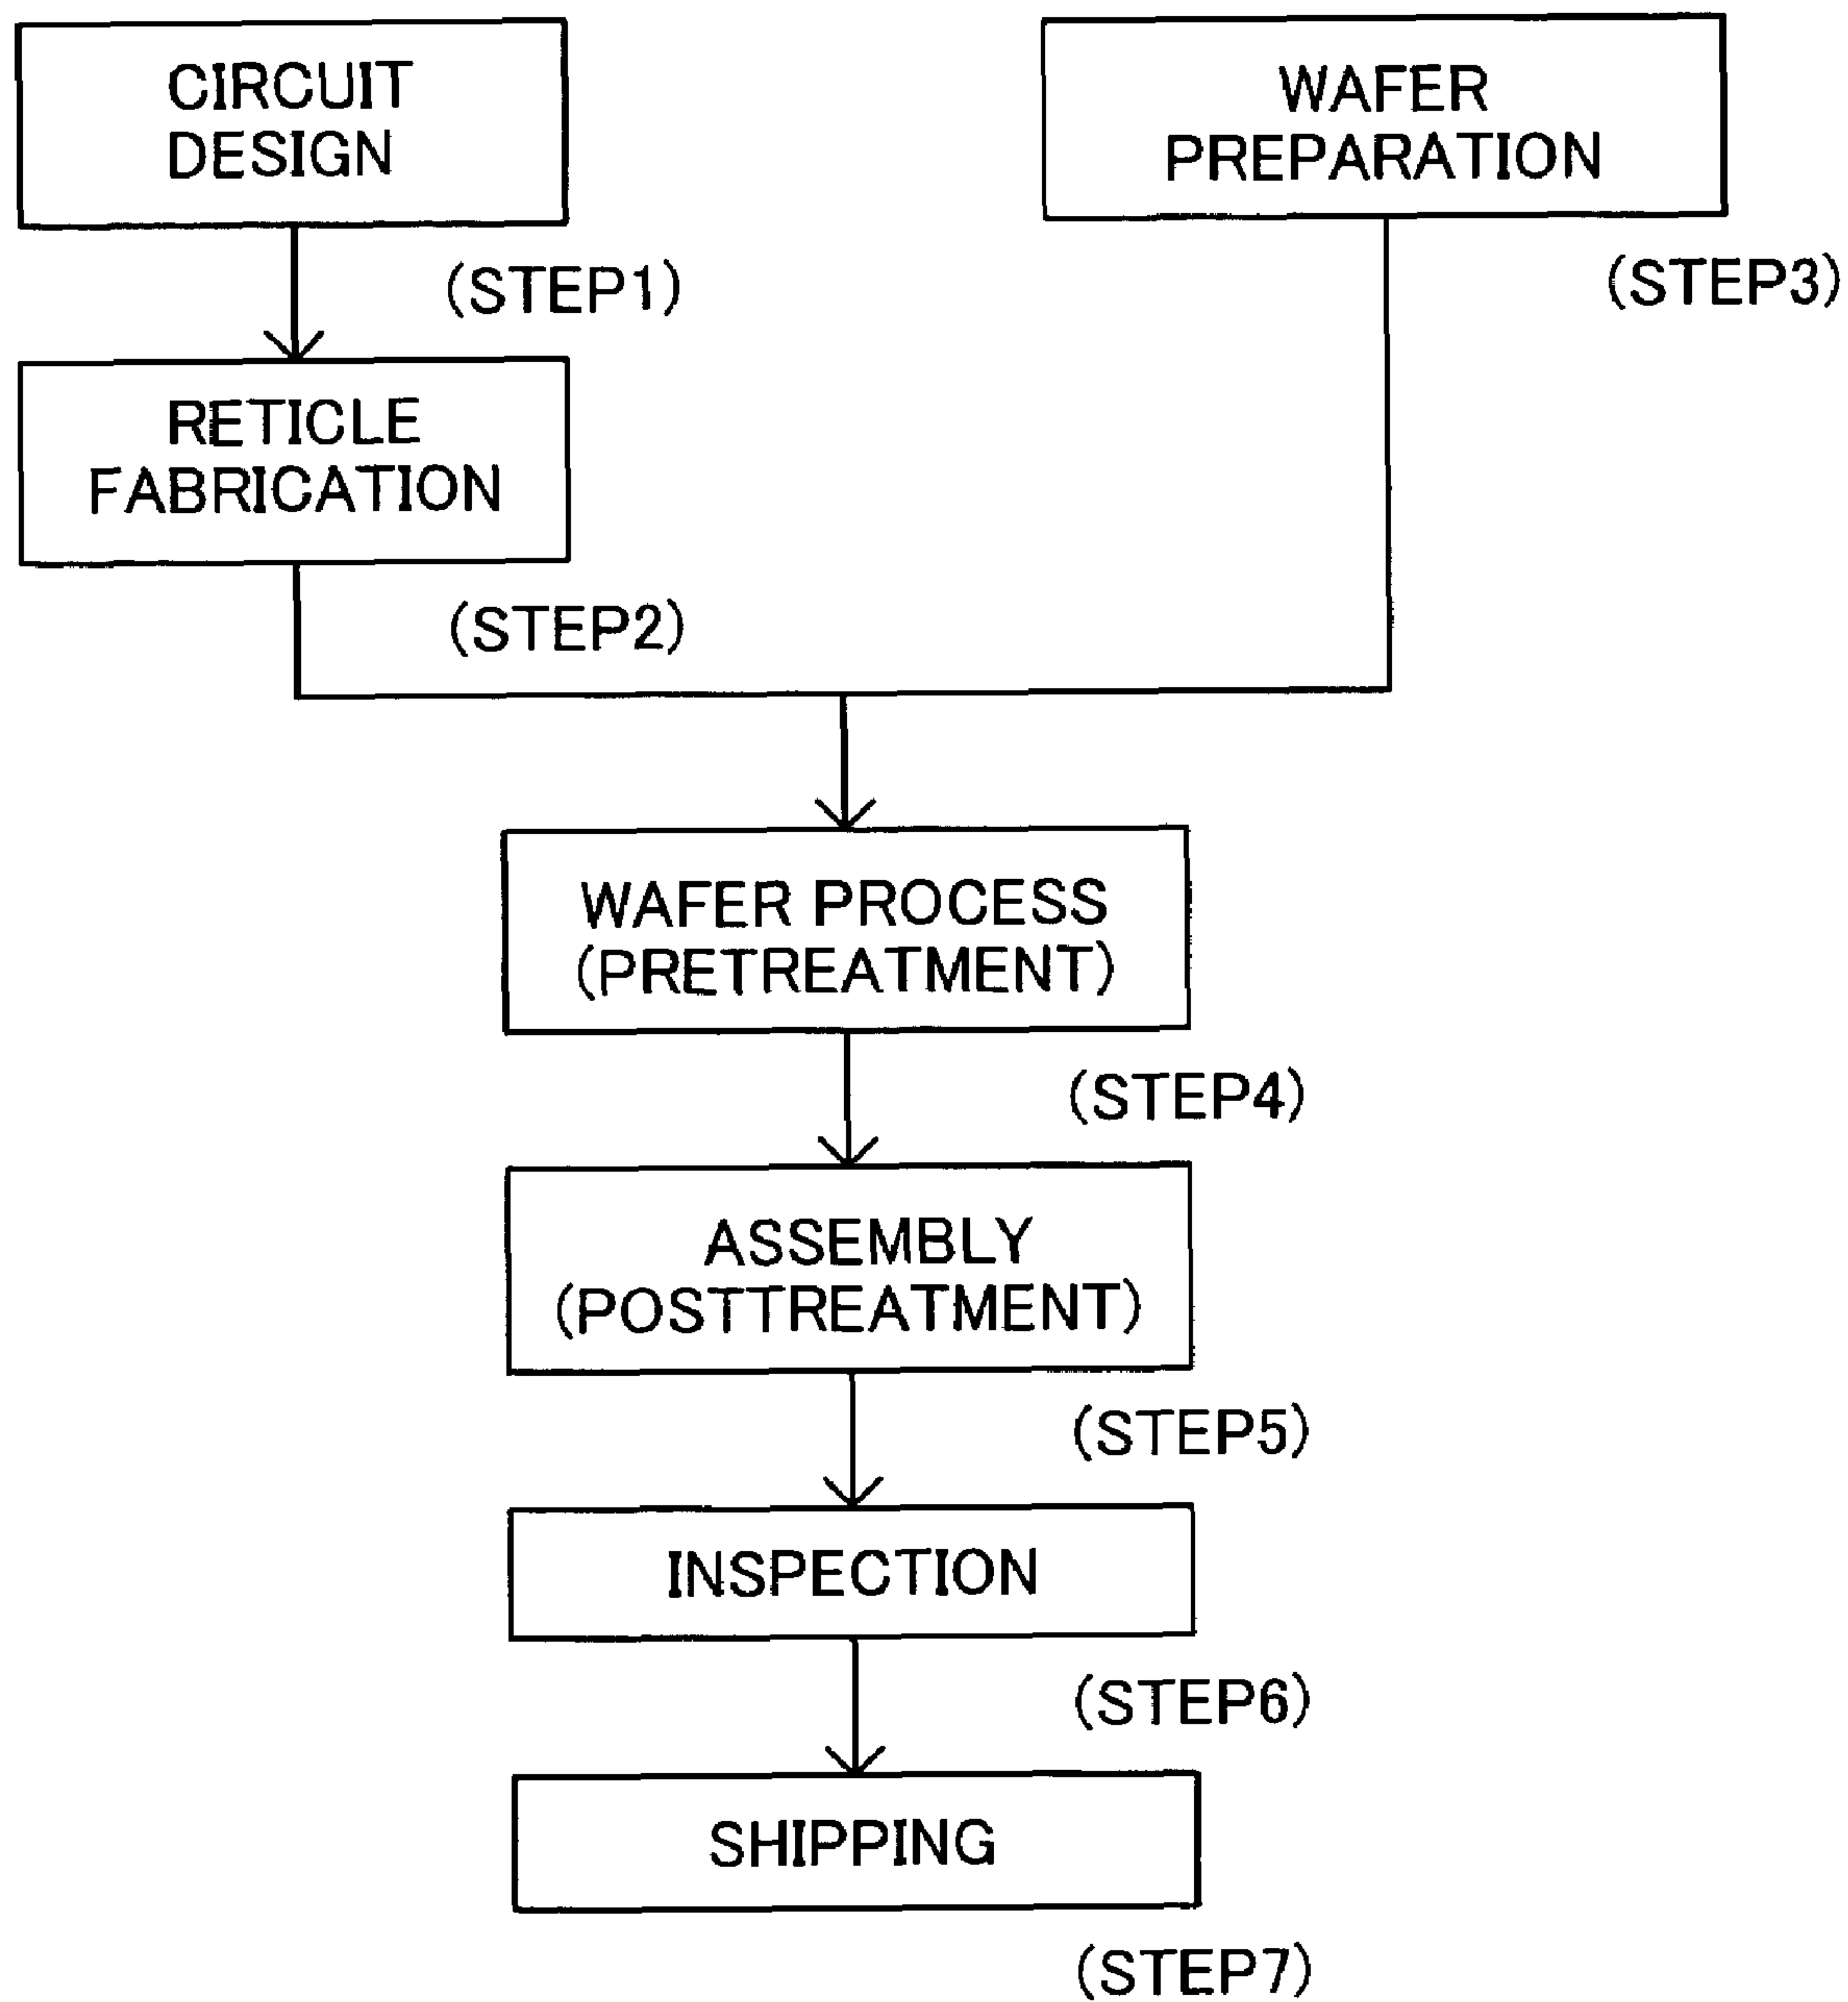 CIRCUIT
DESIGN
(STEP1)
RETICLE
FABRICATION
(STEP2)
WAFER
PREPARATION
(STEP3)
WAFER PROCESS
(PRETREATMENT)
(STEP4)
ASSEMBLY
(POSTTREATMENT)
(STEP5)
INSPECTION
(STEP6)
SHIPPING
(STEP7)